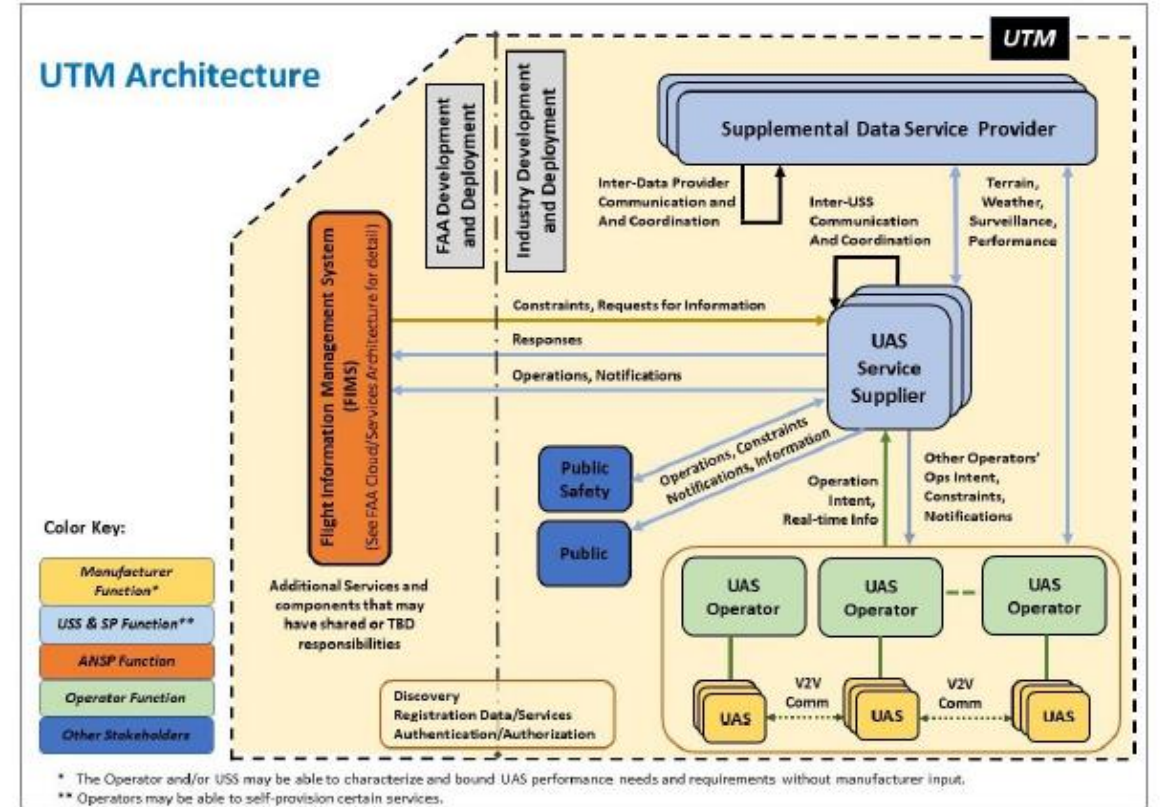 UTM
UTM Architecture
FAA Development
and Deployment
Industry Development
and Deployment
Supplemental Data Service Provider
Inter-Data Provider
Communication and
And Coordination
Inter-USS
Communication
And Coordination
Terrain,
Weather,
Surveillance,
Performance
Flight Information Management System
(FIMS)
(See FAA Cloud/Services Architecture for detail)
Constraints, Requests for Information
Responses
Operations, Notifications
UAS
Service
Supplier
Operations, Constraints
Notifications, Information
Public
Safety
Public
Operation
Intent,
Real-time Info
Other Operators'
Ops Intent,
Constraints,
Notifications
Color Key:
Manufacturer
Function*
USS & SP Function**
ANSP Function
Operator Function
Other Stakeholders
Additional Services and
components that may
have shared or TBD
responsibilities
Discovery
Registration Data/Services
Authentication/Authorization
UAS
Operator
UAS
Operator
UAS
Operator
V2V
Comm
V2V
Comm
UAS
UAS
UAS
* The Operator and/or USS may be able to characterize and bound UAS performance needs and requirements without manufacturer input.
** Operators may be able to self-provision certain services.